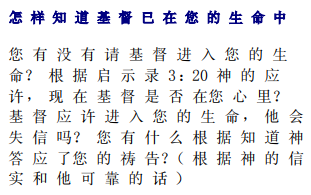 怎样知道基督已在您的生命中
您有没有请基督进入您的生
命？根据启示录3：20神的应
许，现在基督是否在您心里？
基督应许进入您的生命，他会
失信吗？您有什么根据知道神
答应了您的祷告？（根据神的信
实和他可靠的话）